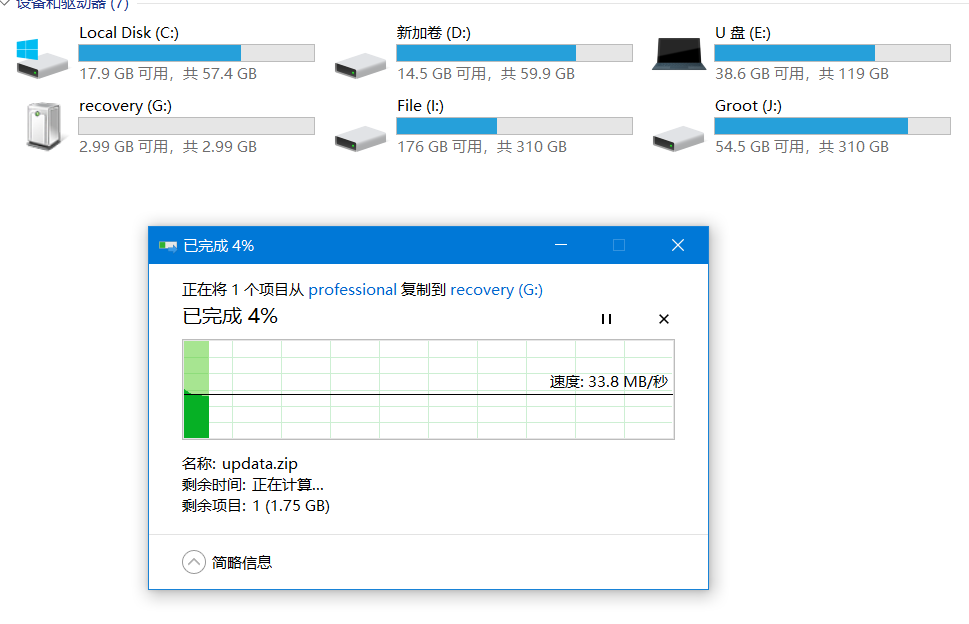 设备和驱动器 (7)
Local Disk (C:)
17.9 GB 可用，共 57.4 GB
新加卷 (D:)
14.5 GB 可用，共 59.9 GB
U 盘 (E:)
38.6 GB 可用，共 119 GB
recovery (G:)
2.99 GB 可用，共 2.99 GB
File (I:)
176 GB 可用，共 310 GB
Groot (J:)
54.5 GB 可用，共 310 GB
已完成 4%
正在将 1 个项目从 professional 复制到 recovery (G:)
已完成 4%
速度: 33.8 MB/秒
名称: updata.zip
剩余时间: 正在计算...
剩余项目: 1 (1.75 GB)
简略信息